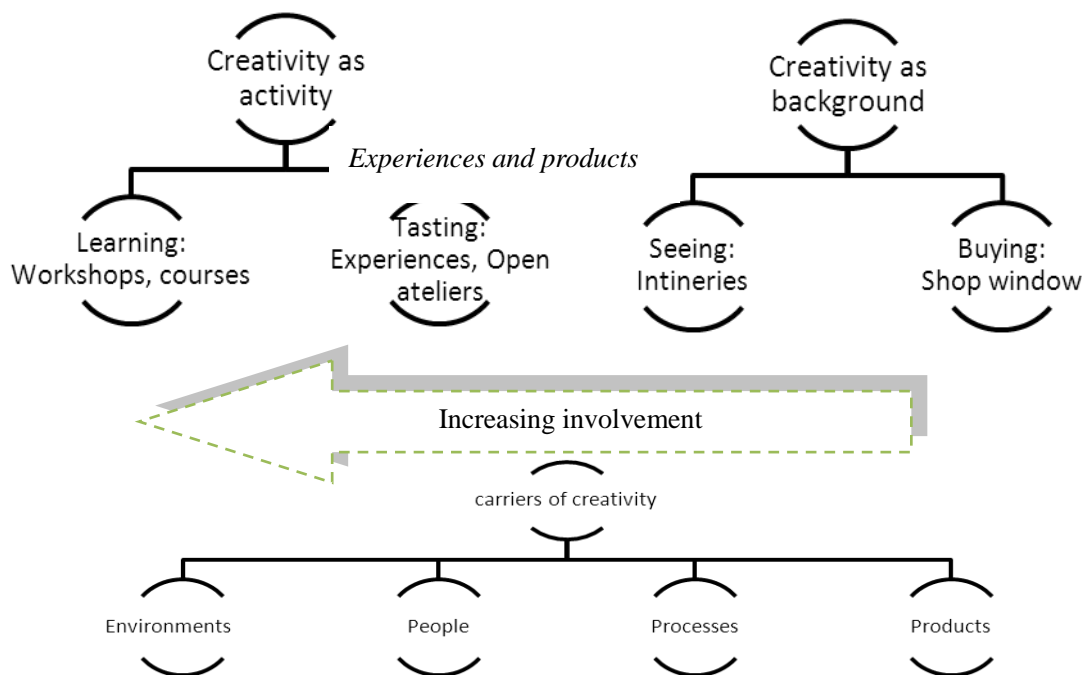 Creativity as
activity
Creativity as
background
Experiences and products
Learning:
Workshops, courses
Tasting:
Experiences, Open
ateliers
Seeing:
Intineries
Buying:
Shop window
Increasing involvement
carriers of creativity
Environments
People
Processes
Products